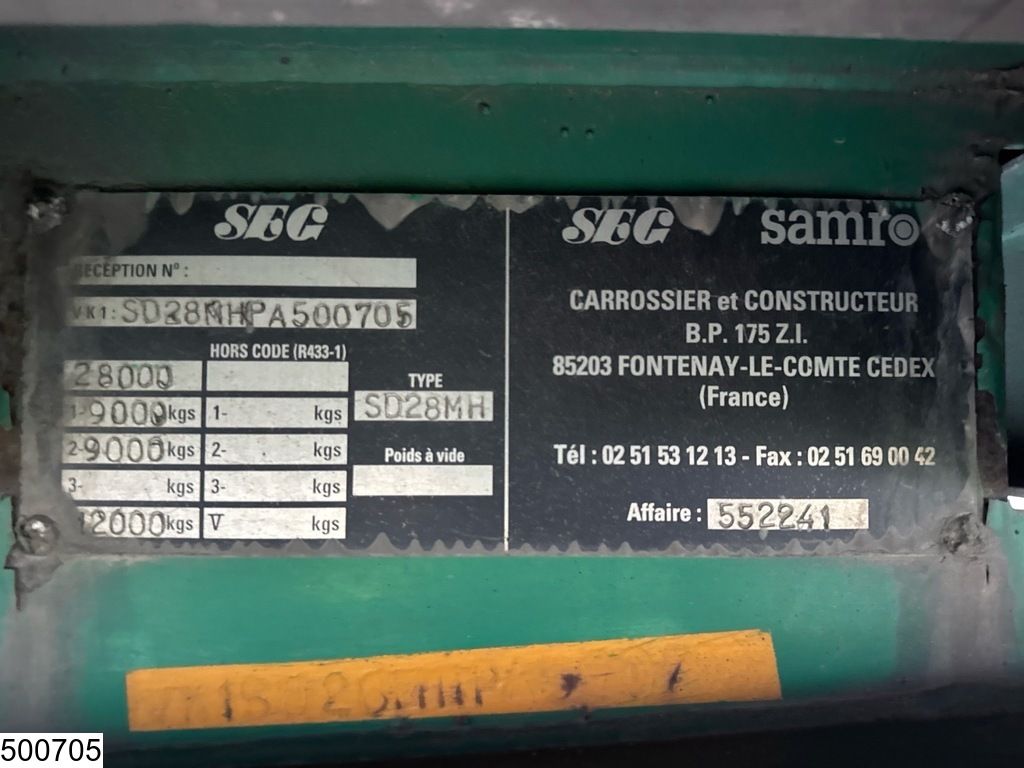 SEG
RECEPTION N° :
VK1: SD28MHPA500705
HORS CODE (R433-1)
28000
1- 9000 kgs 1- kgs
2- 9000 kgs 2- kgs
3- kgs 3- kgs
12000 kgs V kgs
TYPE
SD28MH
Poids à vide
SEG samro
CARROSSIER et CONSTRUCTEUR
B.P. 175 Z.I.
85203 FONTENAY-LE-COMTE CEDEX
(France)
Tél : 02 51 53 12 13 - Fax : 02 51 69 00 42
Affaire : 552241
500705